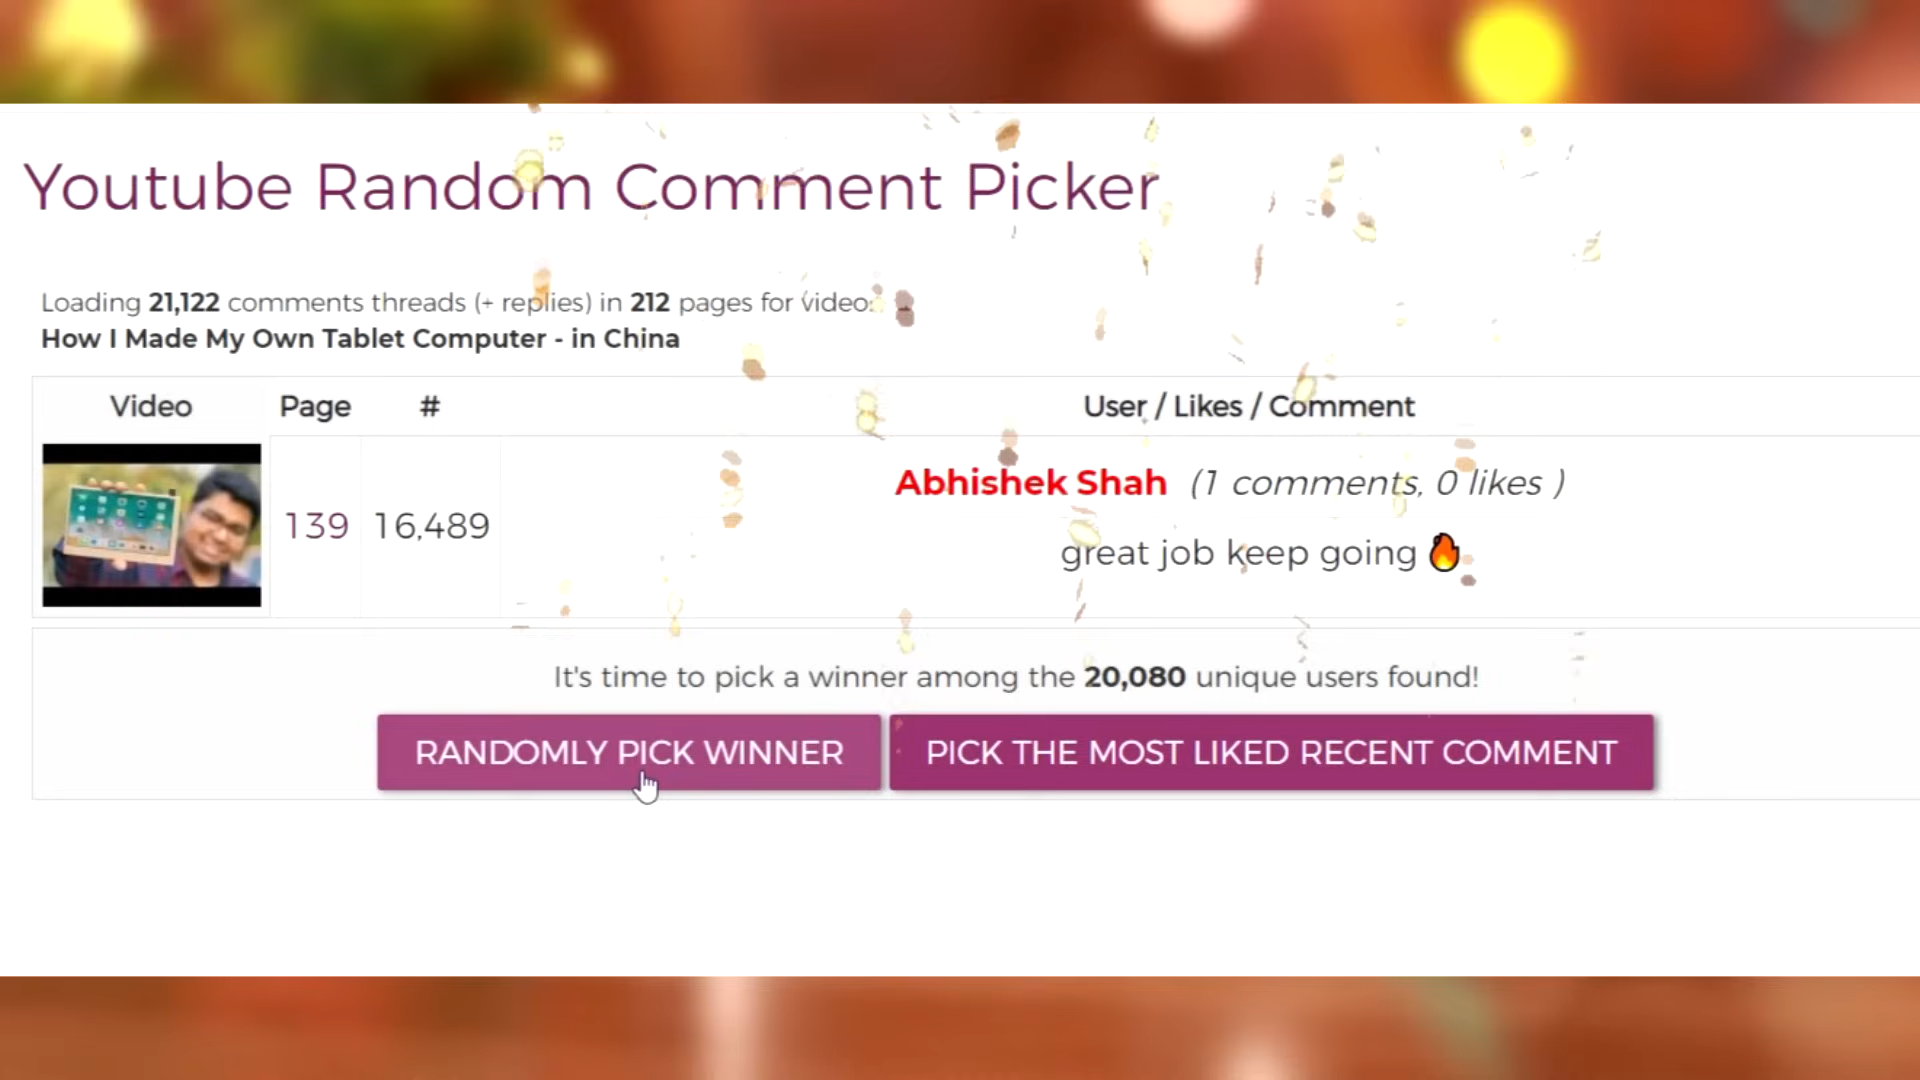 Youtube Random Comment Picker
Loading 21,122 comments threads (+ replies) in 212 pages for video:
How I Made My Own Tablet Computer - in China
Video Page # User / Likes / Comment
139 16,489 Abhishek Shah (1 comments, 0 likes )
great job keep going 🔥
It's time to pick a winner among the 20,080 unique users found!
RANDOMLY PICK WINNER PICK THE MOST LIKED RECENT COMMENT